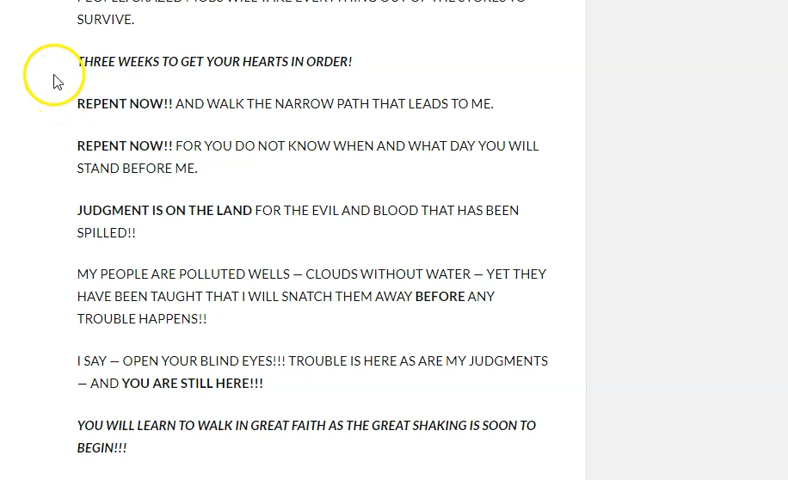 SURVIVE.
THREE WEEKS TO GET YOUR HEARTS IN ORDER!
REPENT NOW!! AND WALK THE NARROW PATH THAT LEADS TO ME.
REPENT NOW!! FOR YOU DO NOT KNOW WHEN AND WHAT DAY YOU WILL
STAND BEFORE ME.
JUDGMENT IS ON THE LAND FOR THE EVIL AND BLOOD THAT HAS BEEN
SPILLED!!
MY PEOPLE ARE POLLUTED WELLS — CLOUDS WITHOUT WATER — YET THEY
HAVE BEEN TAUGHT THAT I WILL SNATCH THEM AWAY BEFORE ANY
TROUBLE HAPPENS!!
I SAY — OPEN YOUR BLIND EYES!!! TROUBLE IS HERE AS ARE MY JUDGMENTS
— AND YOU ARE STILL HERE!!!
YOU WILL LEARN TO WALK IN GREAT FAITH AS THE GREAT SHAKING IS SOON TO
BEGIN!!!